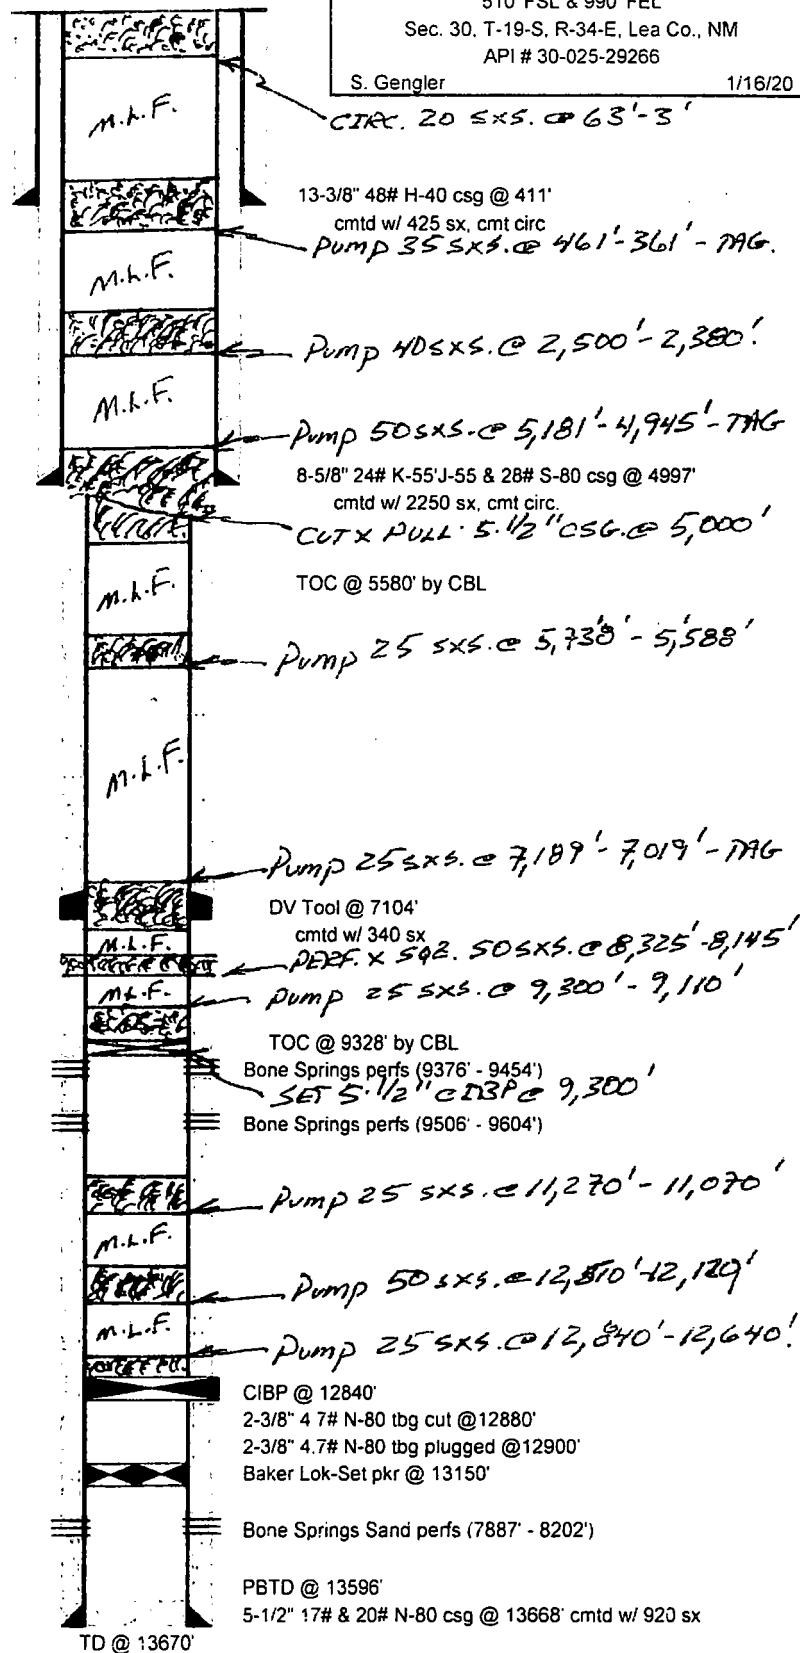 510' FSL & 990' FEL
Sec. 30, T-19-S, R-34-E, Lea Co., NM
API # 30-025-29266
S. Gengler 1/16/20
CIRC. 20 SXS. @ 63'-3'
M.L.F.
13-3/8" 48# H-40 csg @ 411'
cmtd w/ 425 sx, cmt circ
Pump 35 SXS. @ 461'-361' - TAG.
M.L.F.
Pump 40 SXS. @ 2,500'-2,380'.
M.L.F.
Pump 50 SXS. @ 5,181'-4,945' - TAG
8-5/8" 24# K-55'J-55 & 28# S-80 csg @ 4997'
cmtd w/ 2250 sx, cmt circ.
CUT X PULL 5-1/2" CSG. @ 5,000'
TOC @ 5580' by CBL
M.L.F.
Pump 25 SXS. @ 5,738'-5,588'
M.L.F.
Pump 25 SXS. @ 7,189'-7,019' - TAG
DV Tool @ 7104'
cmtd w/ 340 sx
M.L.F.
PERF. X SQZ. 50 SXS. @ 8,325'-8,145'
M.L.F.
Pump 25 SXS. @ 9,300'-9,110'
TOC @ 9328' by CBL
Bone Springs perfs (9376' - 9454')
SET 5-1/2" CIBP @ 9,300'
Bone Springs perfs (9506' - 9604')
Pump 25 SXS. @ 11,270'-11,070'
M.L.F.
Pump 50 SXS. @
M.L.F.
Pump 25 SXS. @ 12,840'-12,640'.
CIBP @ 12840'
2-3/8" 4 7# N-80 tbg cut @12880'
2-3/8" 4.7# N-80 tbg plugged @12900'
Baker Lok-Set pkr @ 13150'
Bone Springs Sand perfs (7887' - 8202')
PBTD @ 13596'
5-1/2" 17# & 20# N-80 csg @ 13668' cmtd w/ 920 sx
TD @ 13670'